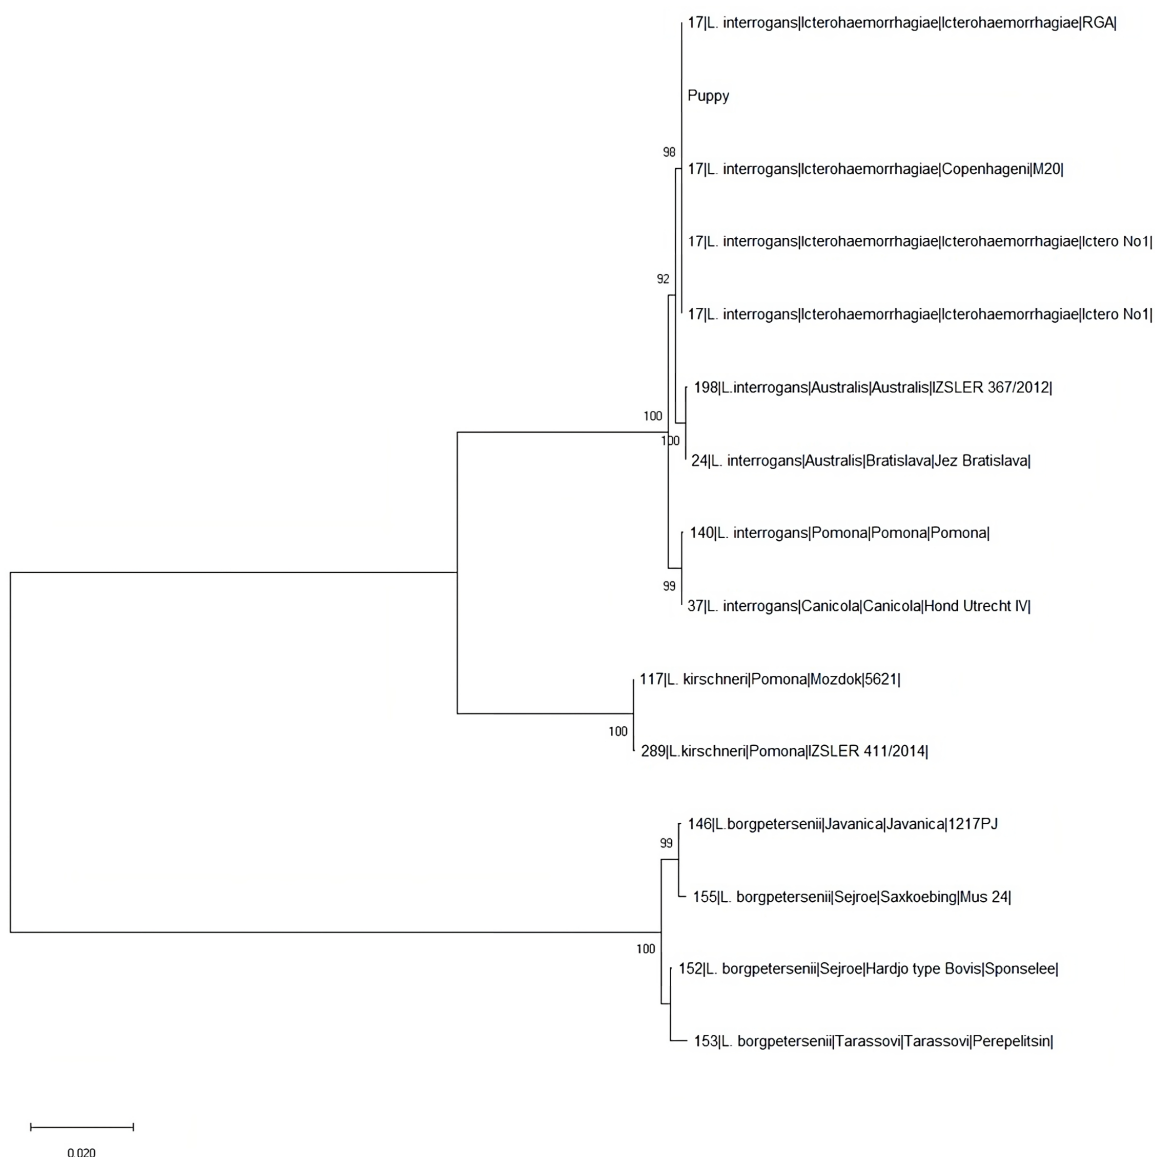 17|L. interrogans|Icterohaemorrhagiae|Icterohaemorrhagiae|RGA|
Puppy
98
17|L. interrogans|Icterohaemorrhagiae|Copenhageni|M20|
17|L. interrogans|Icterohaemorrhagiae|Icterohaemorrhagiae|Ictero No1|
92
17|L. interrogans|Icterohaemorrhagiae|Icterohaemorrhagiae|Ictero No1|
198|L.interrogans|Australis|Australis|IZSLER 367/2012|
100
100
24|L. interrogans|Australis|Bratislava|Jez Bratislava|
140|L. interrogans|Pomona|Pomona|Pomona|
99
37|L. interrogans|Canicola|Canicola|Hond Utrecht IV|
117|L. kirschneri|Pomona|Mozdok|5621|
100
289|L.kirschneri|Pomona|IZSLER 411/2014|
146|L.borgpetersenii|Javanica|Javanica|1217PJ
99
155|L. borgpetersenii|Sejroe|Saxkoebing|Mus 24|
100
152|L. borgpetersenii|Sejroe|Hardjo type Bovis|Sponselee|
153|L. borgpetersenii|Tarassovi|Tarassovi|Perepelitsin|
0.020